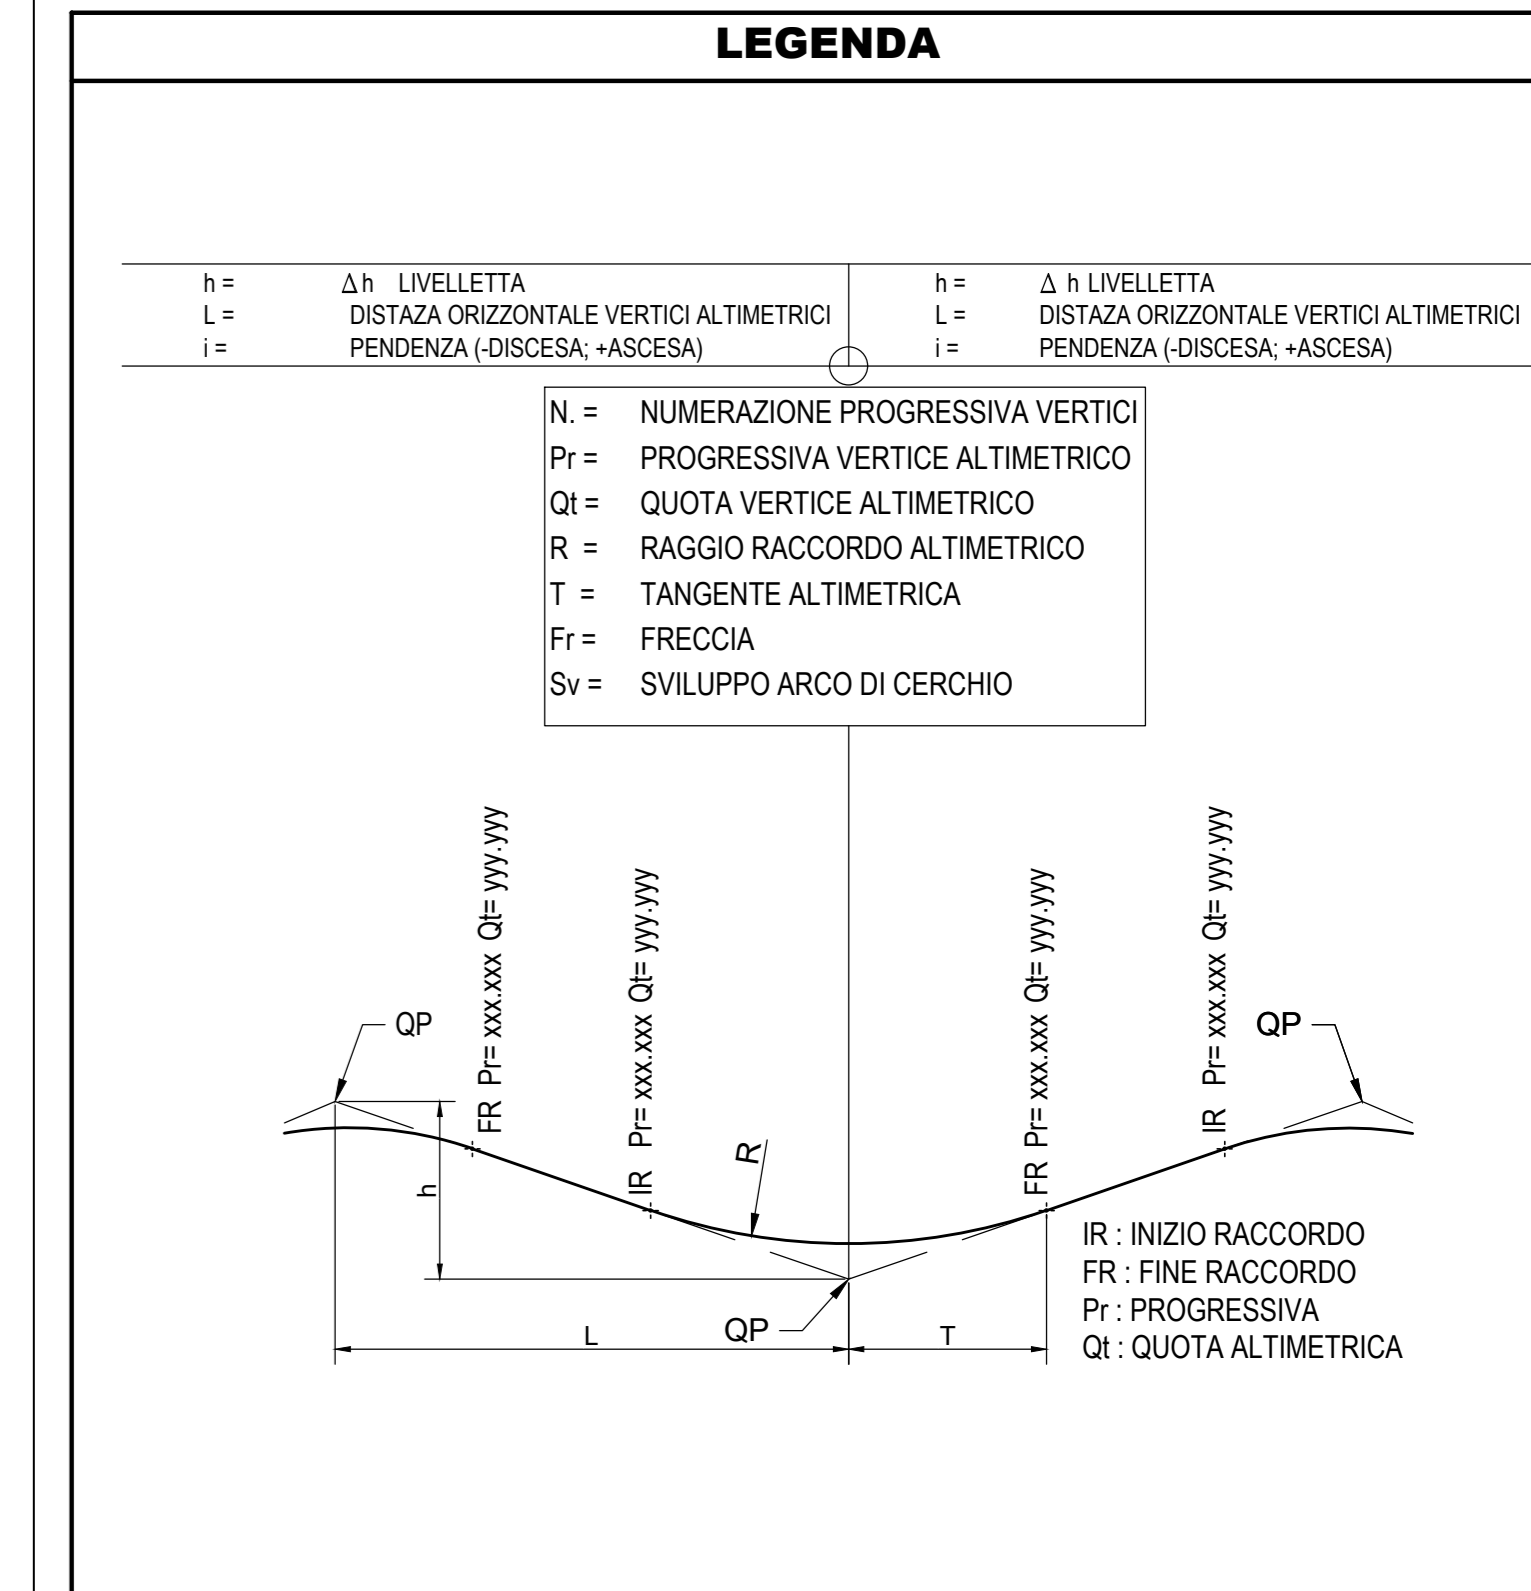 LEGENDA
h = Δ h LIVELLETTA
L = DISTAZA ORIZZONTALE VERTICI ALTIMETRICI
i = PENDENZA (-DISCESA; +ASCESA)
h = Δ h LIVELLETTA
L = DISTAZA ORIZZONTALE VERTICI ALTIMETRICI
i = PENDENZA (-DISCESA; +ASCESA)
N. = NUMERAZIONE PROGRESSIVA VERTICI
Pr = PROGRESSIVA VERTICE ALTIMETRICO
Qt = QUOTA VERTICE ALTIMETRICO
R = RAGGIO RACCORDO ALTIMETRICO
T = TANGENTE ALTIMETRICA
Fr = FRECCIA
Sv = SVILUPPO ARCO DI CERCHIO
FR Pr= xxx.xxx Qt= yyy.yyy
IR Pr= xxx.xxx Qt= yyy.yyy
FR Pr= xxx.xxx Qt= yyy.yyy
IR Pr= xxx.xxx Qt= yyy.yyy
QP
QP
h
R
L
QP
T
IR : INIZIO RACCORDO
FR : FINE RACCORDO
Pr : PROGRESSIVA
Qt : QUOTA ALTIMETRICA